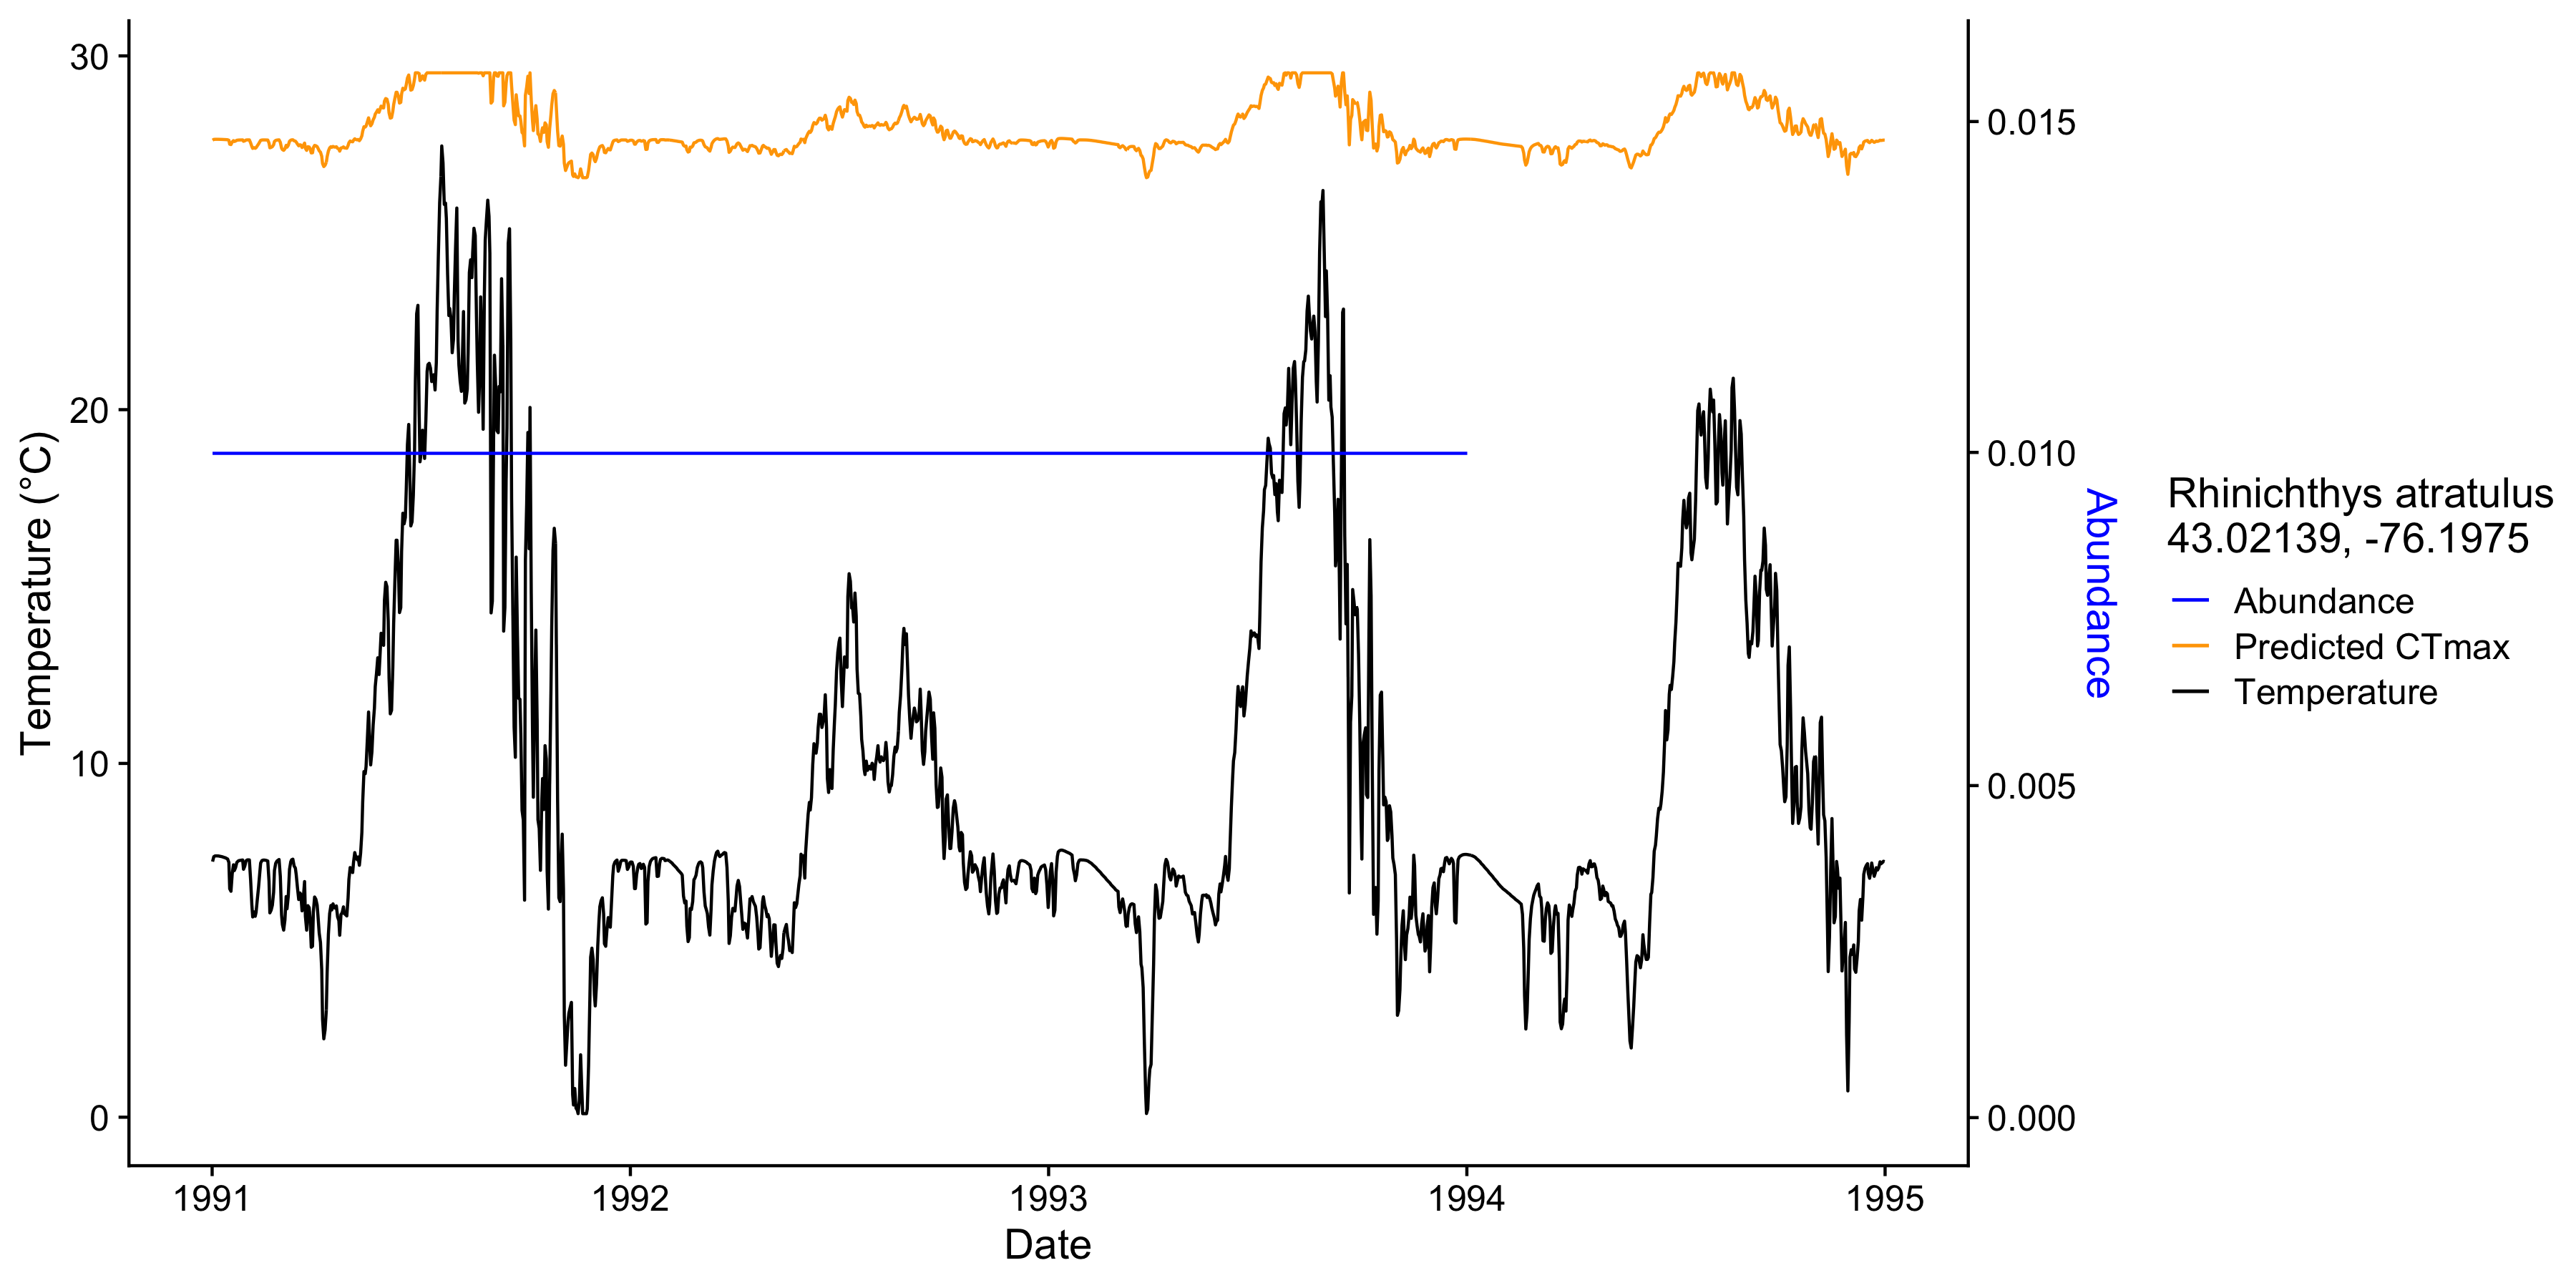 30
20
10
0
Temperature (°C)
1991
1992
1993
1994
1995
Date
0.015
0.010
0.005
0.000
Abundance
Rhinichthys atratulus
43.02139, -76.1975
Abundance
Predicted CTmax
Temperature